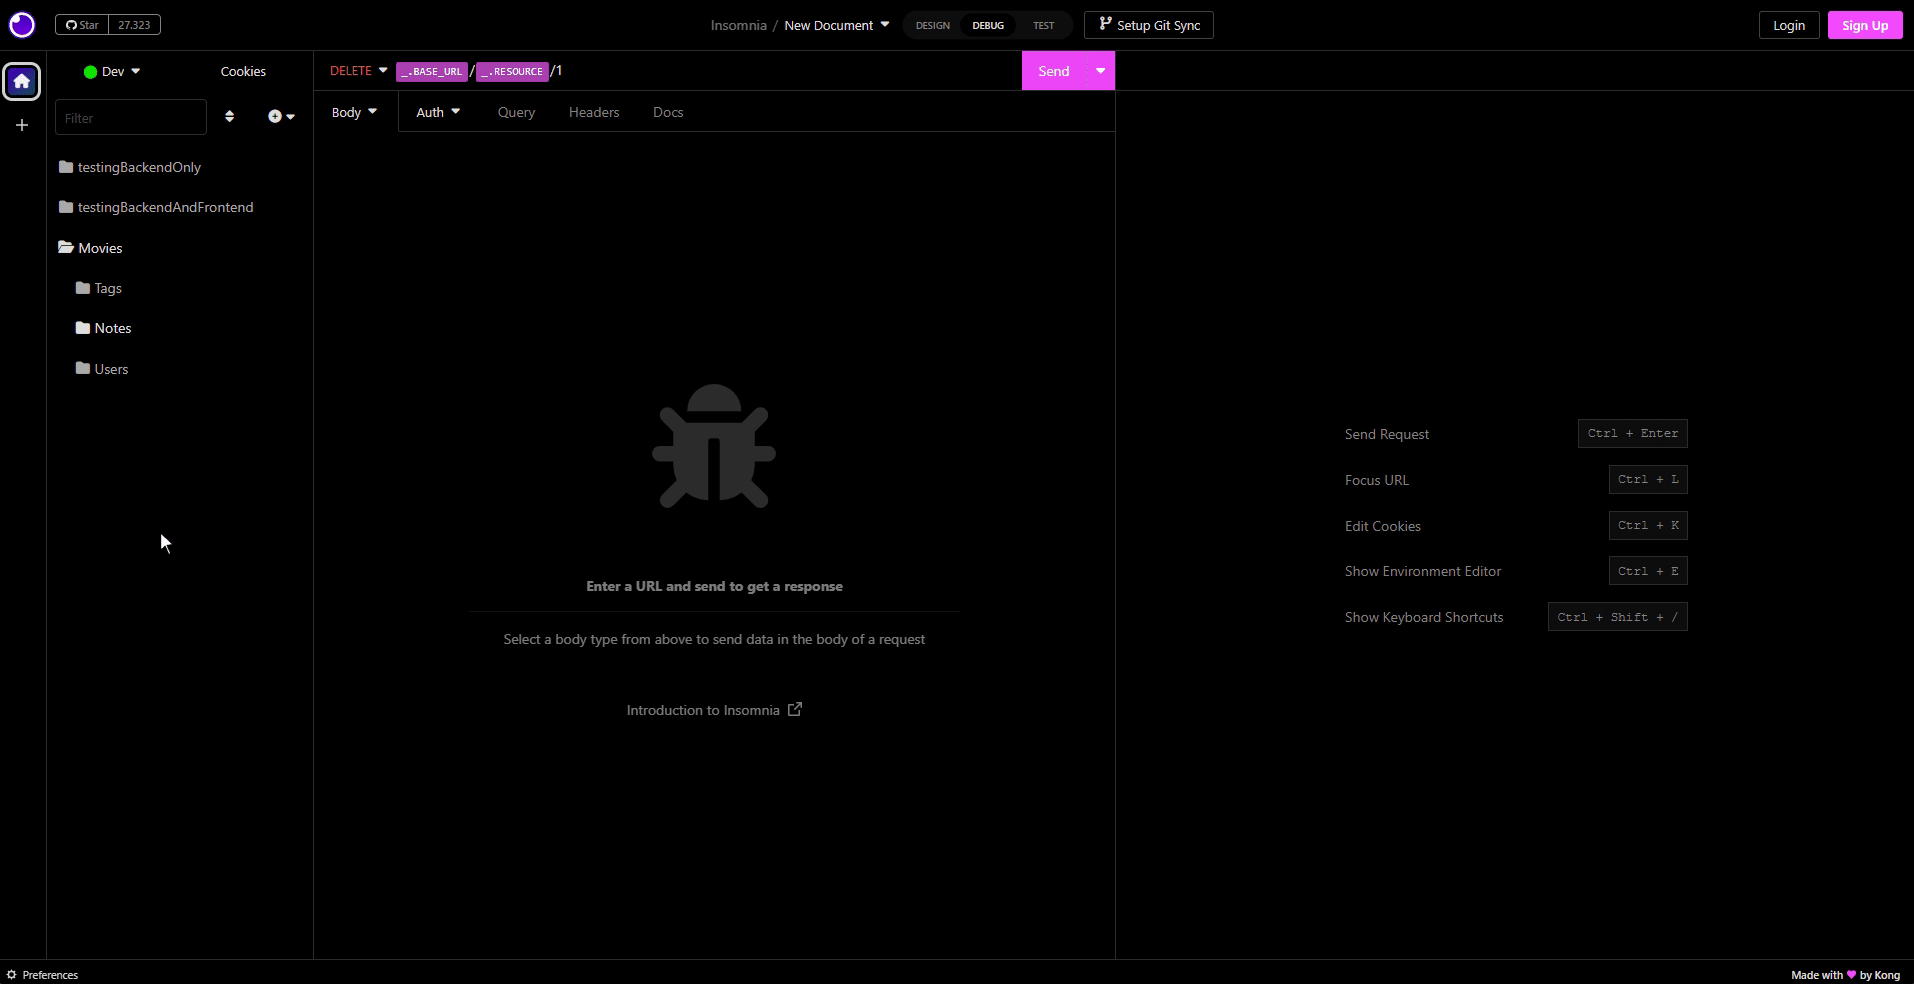 Star 27.323
Insomnia / New Document
DESIGN DEBUG TEST
Setup Git Sync
Login
Sign Up
Dev
Cookies
Filter
testingBackendOnly
testingBackendAndFrontend
Movies
Tags
Notes
Users
DELETE _.BASE_URL/_.RESOURCE/1
Send
Body Auth Query Headers Docs
Enter a URL and send to get a response
Select a body type from above to send data in the body of a request
Introduction to Insomnia
Send Request Ctrl + Enter
Focus URL Ctrl + L
Edit Cookies Ctrl + K
Show Environment Editor Ctrl + E
Show Keyboard Shortcuts Ctrl + Shift + /
Preferences
Made with ♥ by Kong